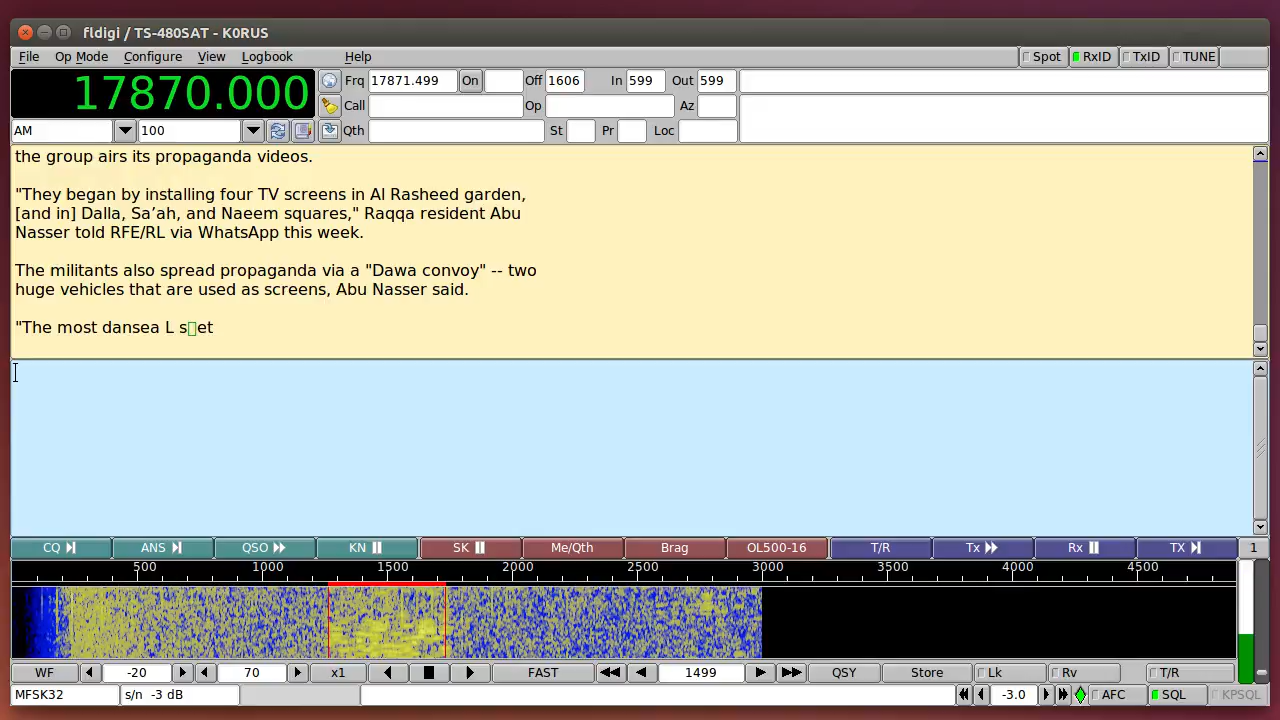 fldigi / TS-480SAT - K0RUS
File Op Mode Configure View Logbook Help Spot RxID TxID TUNE
17870.000 Frq 17871.499 On Off 1606 In 599 Out 599
Call Op Az
AM 100 Qth St Pr Loc
the group airs its propaganda videos.
"They began by installing four TV screens in Al Rasheed garden,
[and in] Dalla, Sa’ah, and Naeem squares," Raqqa resident Abu
Nasser told RFE/RL via WhatsApp this week.
The militants also spread propaganda via a "Dawa convoy" -- two
huge vehicles that are used as screens, Abu Nasser said.
"The most dansea L s▯et
CQ ANS QSO KN SK Me/Qth Brag OL500-16 T/R Tx Rx TX 1
500 1000 1500 2000 2500 3000 3500 4000 4500
WF -20 70 x1 FAST 1499 QSY Store Lk Rv T/R
MFSK32 s/n -3 dB -3.0 AFC SQL KPSQL